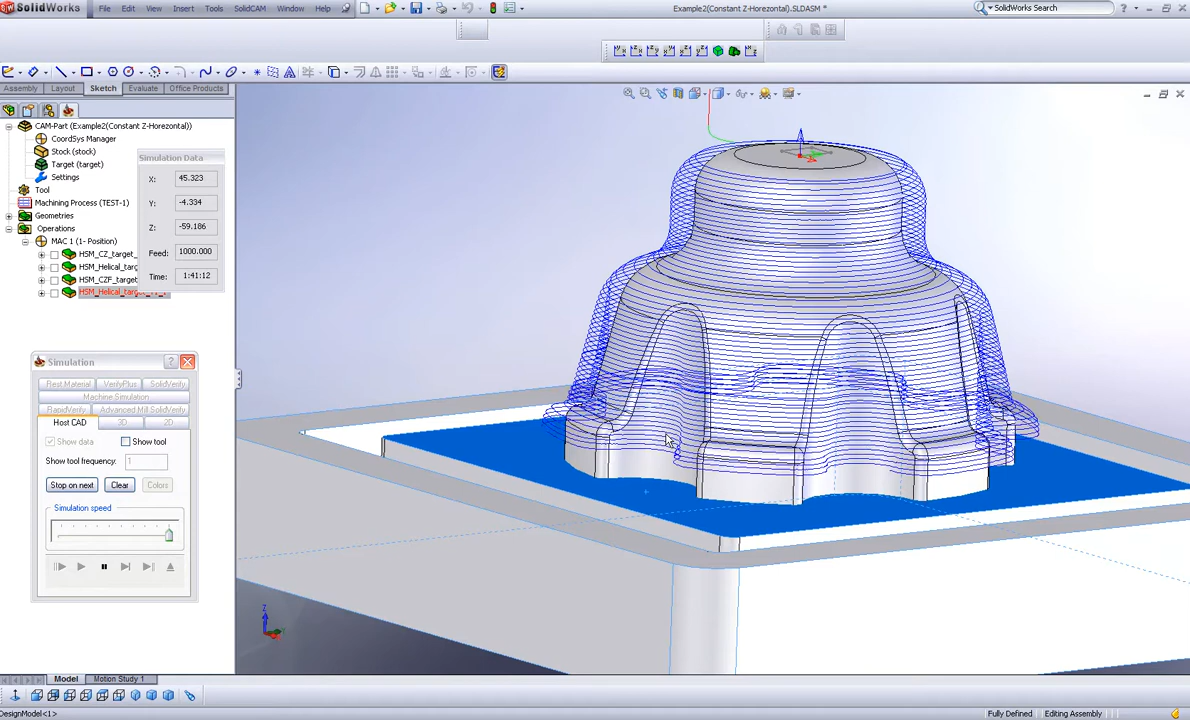 SolidWorks File Edit View Insert Tools SolidCAM Window Help Example2(Constant Z-Horezontal).SLDASM * SolidWorks Search
Assembly Layout Sketch Evaluate Office Products
CAM-Part (Example2(Constant Z-Horezontal))
CoordSys Manager
Stock (stock)
Target (target)
Settings
Tool
Machining Process (TEST-1)
Geometries
Operations
MAC 1 (1- Position)
HSM_CZ_target_
HSM_Helical_targ
HSM_CZF_target
HSM_Helical_target
Simulation Data
X: 45.323
Y: -4.334
Z: -59.186
Feed: 1000.000
Time: 1:41:12
Simulation
Rest Material VerifyPlus SolidVerify
Machine Simulation
RapidVerify Advanced Mill SolidVerify
Host CAD 3D 2D
Show data Show tool
Show tool frequency: 1
Stop on next Clear Colors
Simulation speed
Z
Model Motion Study 1
DesignModel<1> Fully Defined Editing Assembly